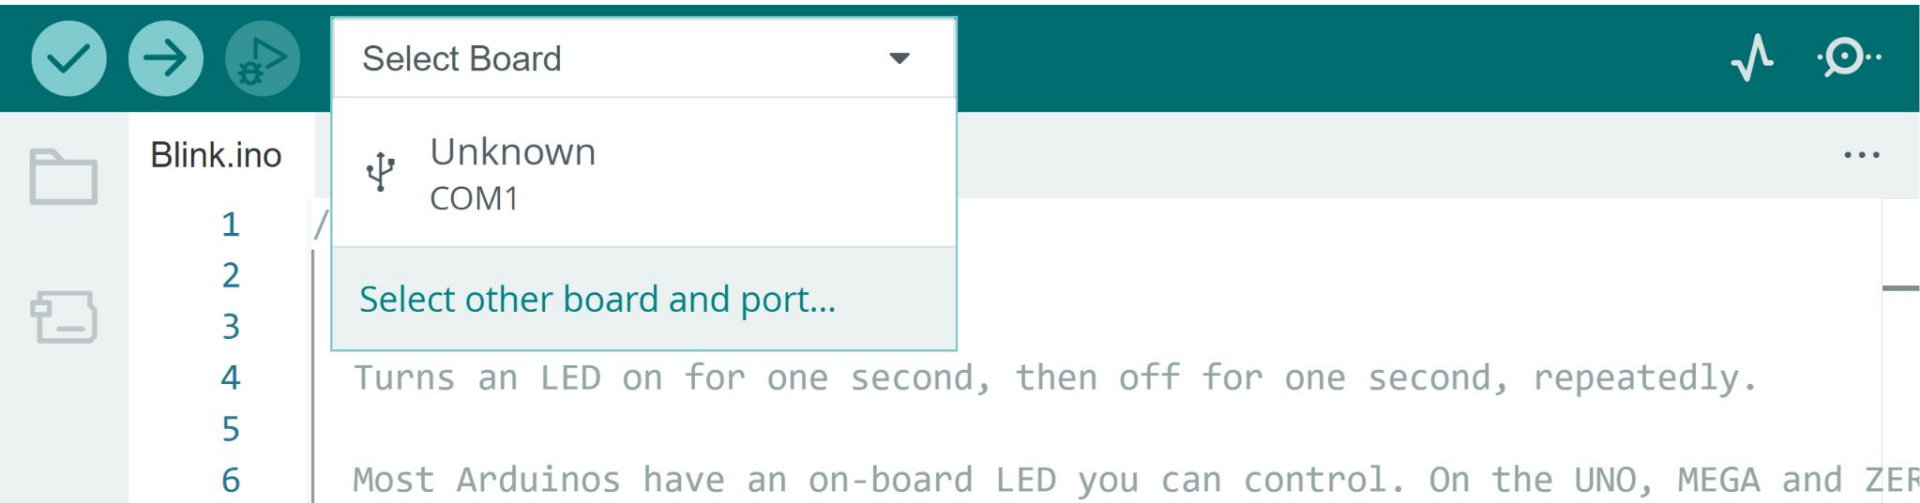 Select Board
Unknown
COM1
Select other board and port...
Blink.ino
1 /
2
3
4 Turns an LED on for one second, then off for one second, repeatedly.
5
6 Most Arduinos have an on-board LED you can control. On the UNO, MEGA and ZER